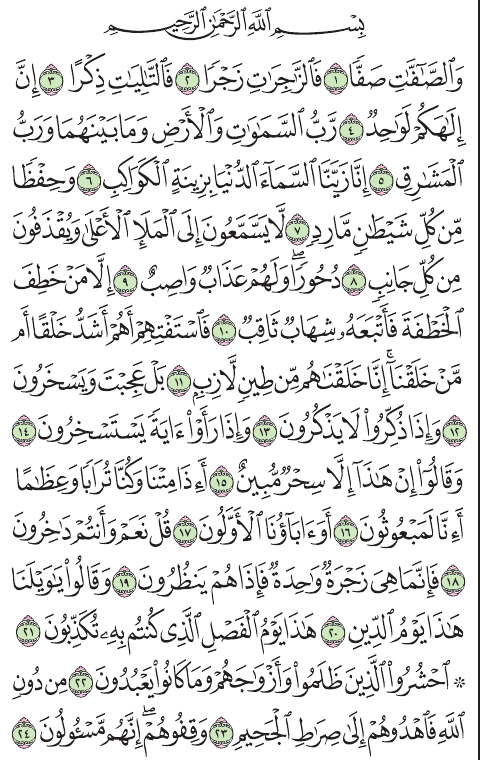 بِسۡمِ ٱللَّهِ ٱلرَّحۡمَٰنِ ٱلرَّحِيمِ
وَٱلصَّٰٓفَّٰتِ صَفّٗا ١ فَٱلزَّٰجِرَٰتِ زَجۡرٗا ٢ فَٱلتَّٰلِيَٰتِ ذِكۡرًا ٣ إِنَّ
إِلَٰهَكُمۡ لَوَٰحِدٞ ٤ رَّبُّ ٱلسَّمَٰوَٰتِ وَٱلۡأَرۡضِ وَمَا بَيۡنَهُمَا وَرَبُّ
ٱلۡمَشَٰرِقِ ٥ إِنَّا زَيَّنَّا ٱلسَّمَآءَ ٱلدُّنۡيَا بِزِينَةٍ ٱلۡكَوَاكِبِ ٦ وَحِفۡظٗا
مِّن كُلِّ شَيۡطَٰنٖ مَّارِدٖ ٧ لَّا يَسَّمَّعُونَ إِلَى ٱلۡمَلَإِ ٱلۡأَعۡلَىٰ وَيُقۡذَفُونَ
مِن كُلِّ جَانِبٖ ٨ دُحُورٗاۖ وَلَهُمۡ عَذَابٞ وَاصِبٌ ٩ إِلَّا مَنۡ خَطِفَ
ٱلۡخَطۡفَةَ فَأَتۡبَعَهُۥ شِهَابٞ ثَاقِبٞ ١٠ فَٱسۡتَفۡتِهِمۡ أَهُمۡ أَشَدُّ خَلۡقًا أَم
مَّنۡ خَلَقۡنَآۚ إِنَّا خَلَقۡنَٰهُم مِّن طِينٖ لَّازِبِۭ ١١ بَلۡ عَجِبۡتَ وَيَسۡخَرُونَ
١٢ وَإِذَا ذُكِّرُواْ لَا يَذۡكُرُونَ ١٣ وَإِذَا رَأَوۡاْ ءَايَةٗ يَسۡتَسۡخِرُونَ ١٤
وَقَالُوٓاْ إِنۡ هَٰذَآ إِلَّا سِحۡرٞ مُّبِينٌ ١٥ أَءِذَا مِتۡنَا وَكُنَّا تُرَابٗا وَعِظَٰمًا
أَءِنَّا لَمَبۡعُوثُونَ ١٦ أَوَءَابَآؤُنَا ٱلۡأَوَّلُونَ ١٧ قُلۡ نَعَمۡ وَأَنتُمۡ دَٰخِرُونَ
١٨ فَإِنَّمَا هِيَ زَجۡرَةٞ وَٰحِدَةٞ فَإِذَا هُمۡ يَنظُرُونَ ١٩ وَقَالُواْ يَٰوَيۡلَنَا
هَٰذَا يَوۡمُ ٱلدِّينِ ٢٠ هَٰذَا يَوۡمُ ٱلۡفَصۡلِ ٱلَّذِي كُنتُم بِهِۦ تُكَذِّبُونَ ٢١
* ٱحۡشُرُواْ ٱلَّذِينَ ظَلَمُواْ وَأَزۡوَٰجَهُمۡ وَمَا كَانُواْ يَعۡبُدُونَ ٢٢ مِن دُونِ
ٱللَّهِ فَٱهۡدُوهُمۡ إِلَىٰ صِرَٰطِ ٱلۡجَحِيمِ ٢٣ وَقِفُوهُمۡۖ إِنَّهُم مَّسۡـُٔولُونَ ٢٤